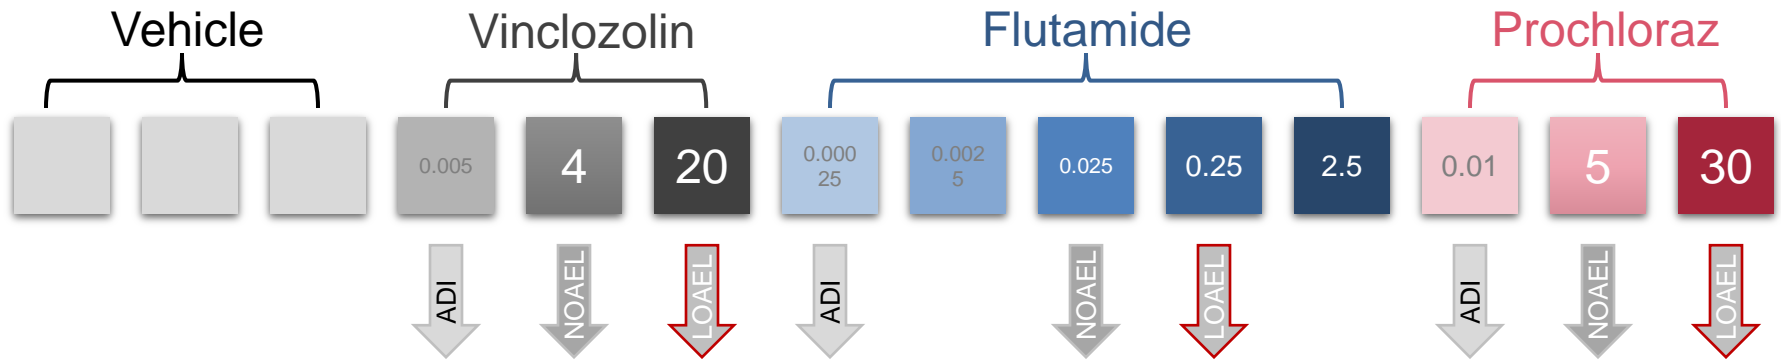 Vehicle
Vinclozolin
Flutamide
Prochloraz
0.005
4
20
0.000
25
0.002
5
0.025
0.25
2.5
0.01
5
30
ADI
NOAEL
LOAEL
ADI
NOAEL
LOAEL
ADI
NOAEL
LOAEL